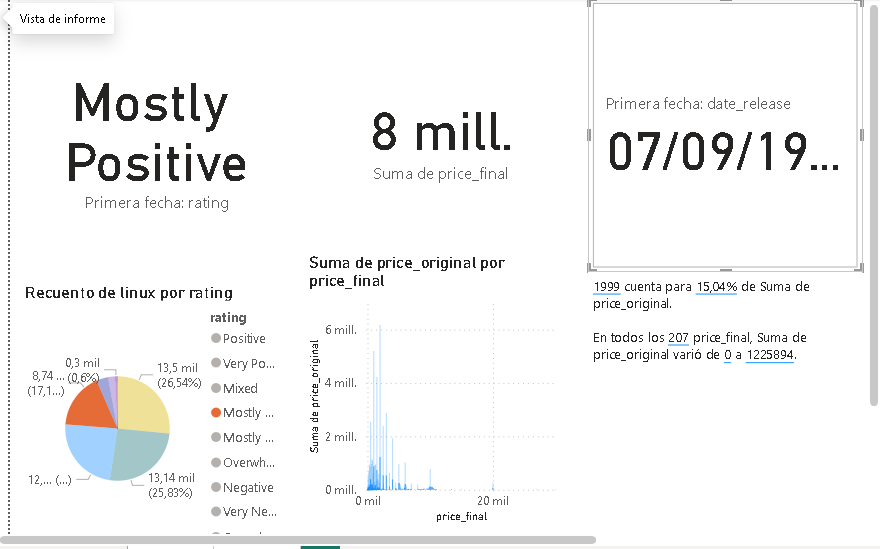 Vista de informe
Mostly
Positive
Primera fecha: rating
8 mill.
Suma de price_final
Primera fecha: date_release
07/09/19...
1999 cuenta para 15,04% de Suma de
price_original.
En todos los 207 price_final, Suma de
price_original varió de 0 a 1225894.
Recuento de linux por rating
rating
Positive
Very Po...
Mixed
Mostly ...
Mostly ...
Overwh...
Negative
Very Ne...
0,3 mil
(0,6%)
8,74 ...
(17,1...)
13,5 mil
(26,54%)
12,... (...)
13,14 mil
(25,83%)
Suma de price_original por
price_final
Suma de price_original
6 mill.
4 mill.
2 mill.
0 mill.
0 mil
20 mil
price_final